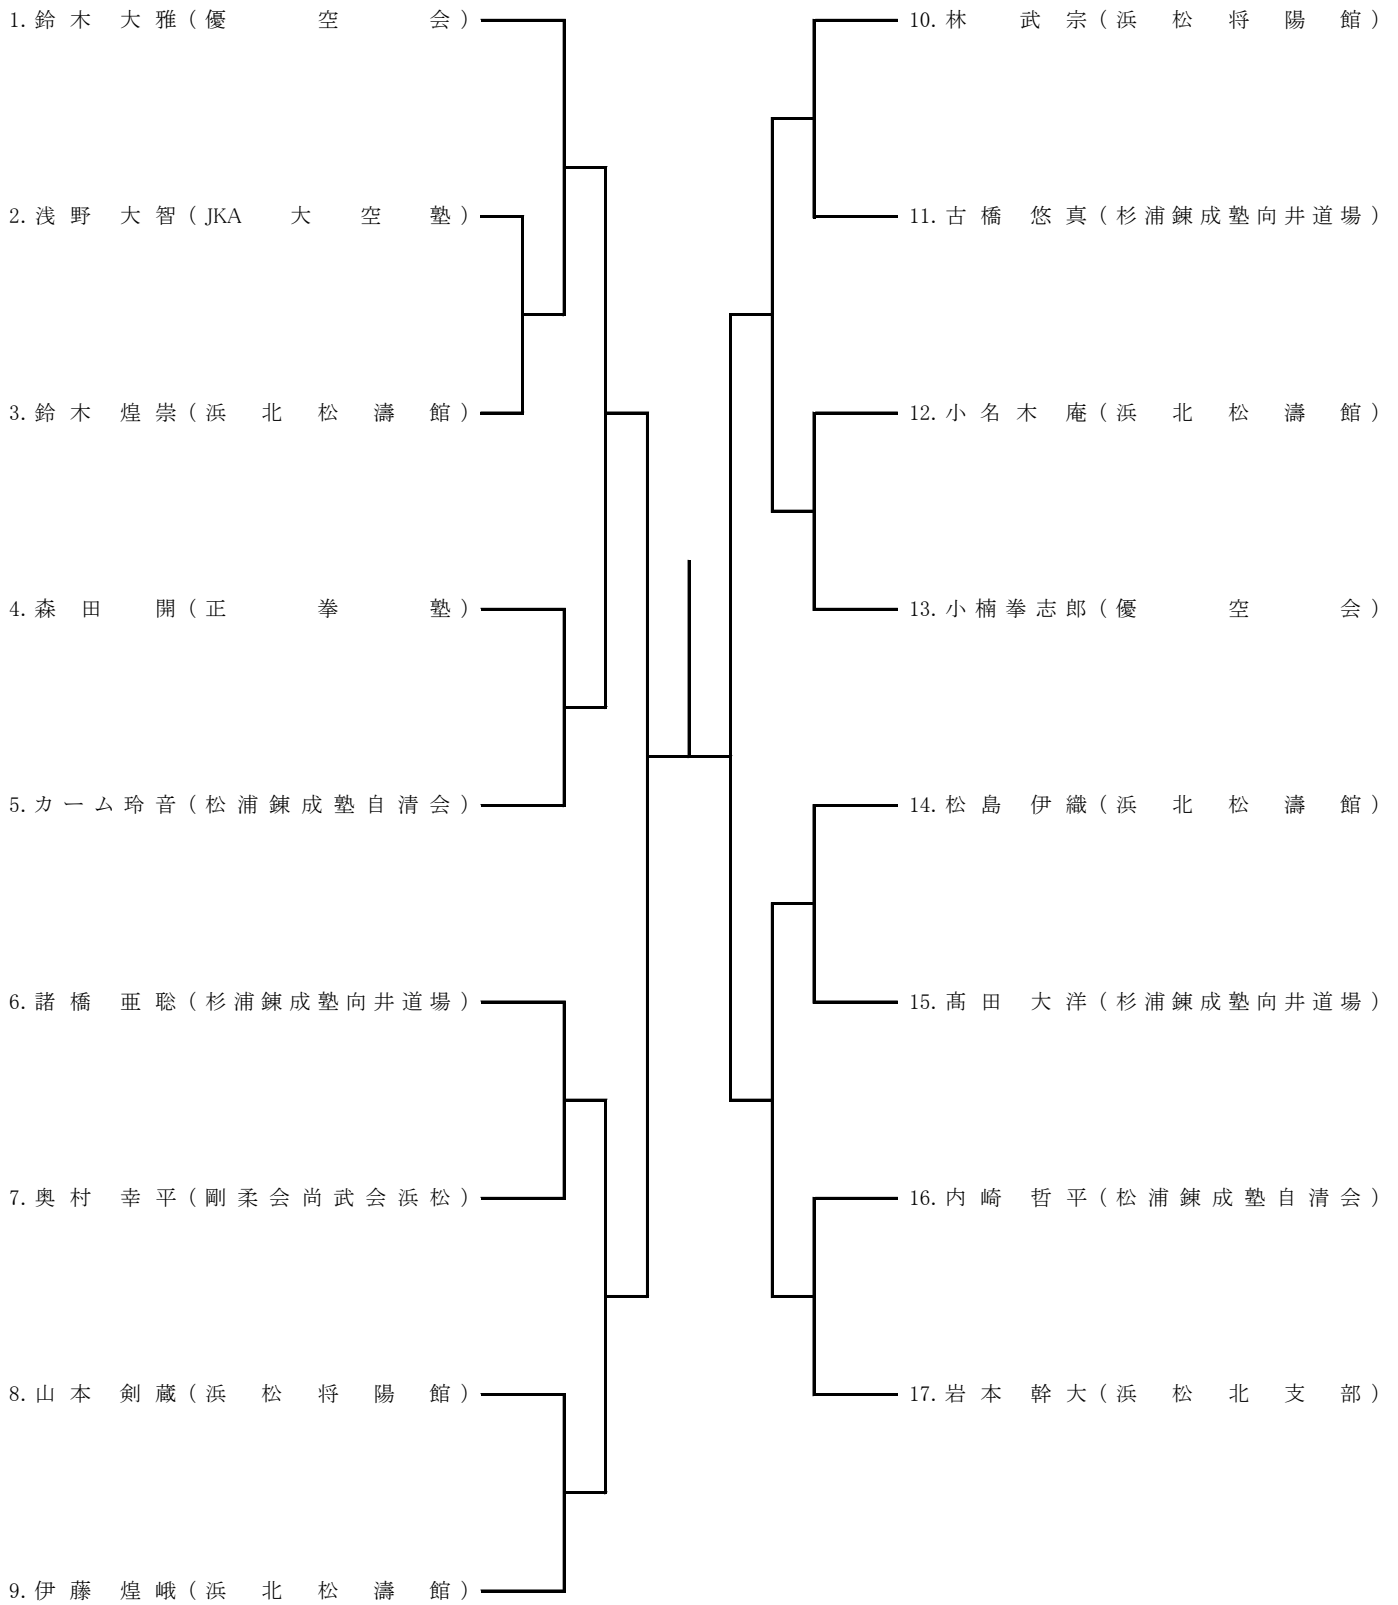 1. 鈴木 大雅(優空会)
2. 浅野 大智(JKA大空塾)
3. 鈴木 煌崇(浜北松濤館)
4. 森田 開(正拳塾)
5. カーム玲音(松浦錬成塾自清会)
6. 諸橋 亜聡(杉浦錬成塾向井道場)
7. 奥村 幸平(剛柔会尚武会浜松)
8. 山本 剣蔵(浜松将陽館)
9. 伊藤 煌峨(浜北松濤館)
10. 林 武宗(浜松将陽館)
11. 古橋 悠真(杉浦錬成塾向井道場)
12. 小名木 庵(浜北松濤館)
13. 小楠拳志郎(優空会)
14. 松島 伊織(浜北松濤館)
15. 髙田 大洋(杉浦錬成塾向井道場)
16. 内崎 哲平(松浦錬成塾自清会)
17. 岩本 幹大(浜松北支部)